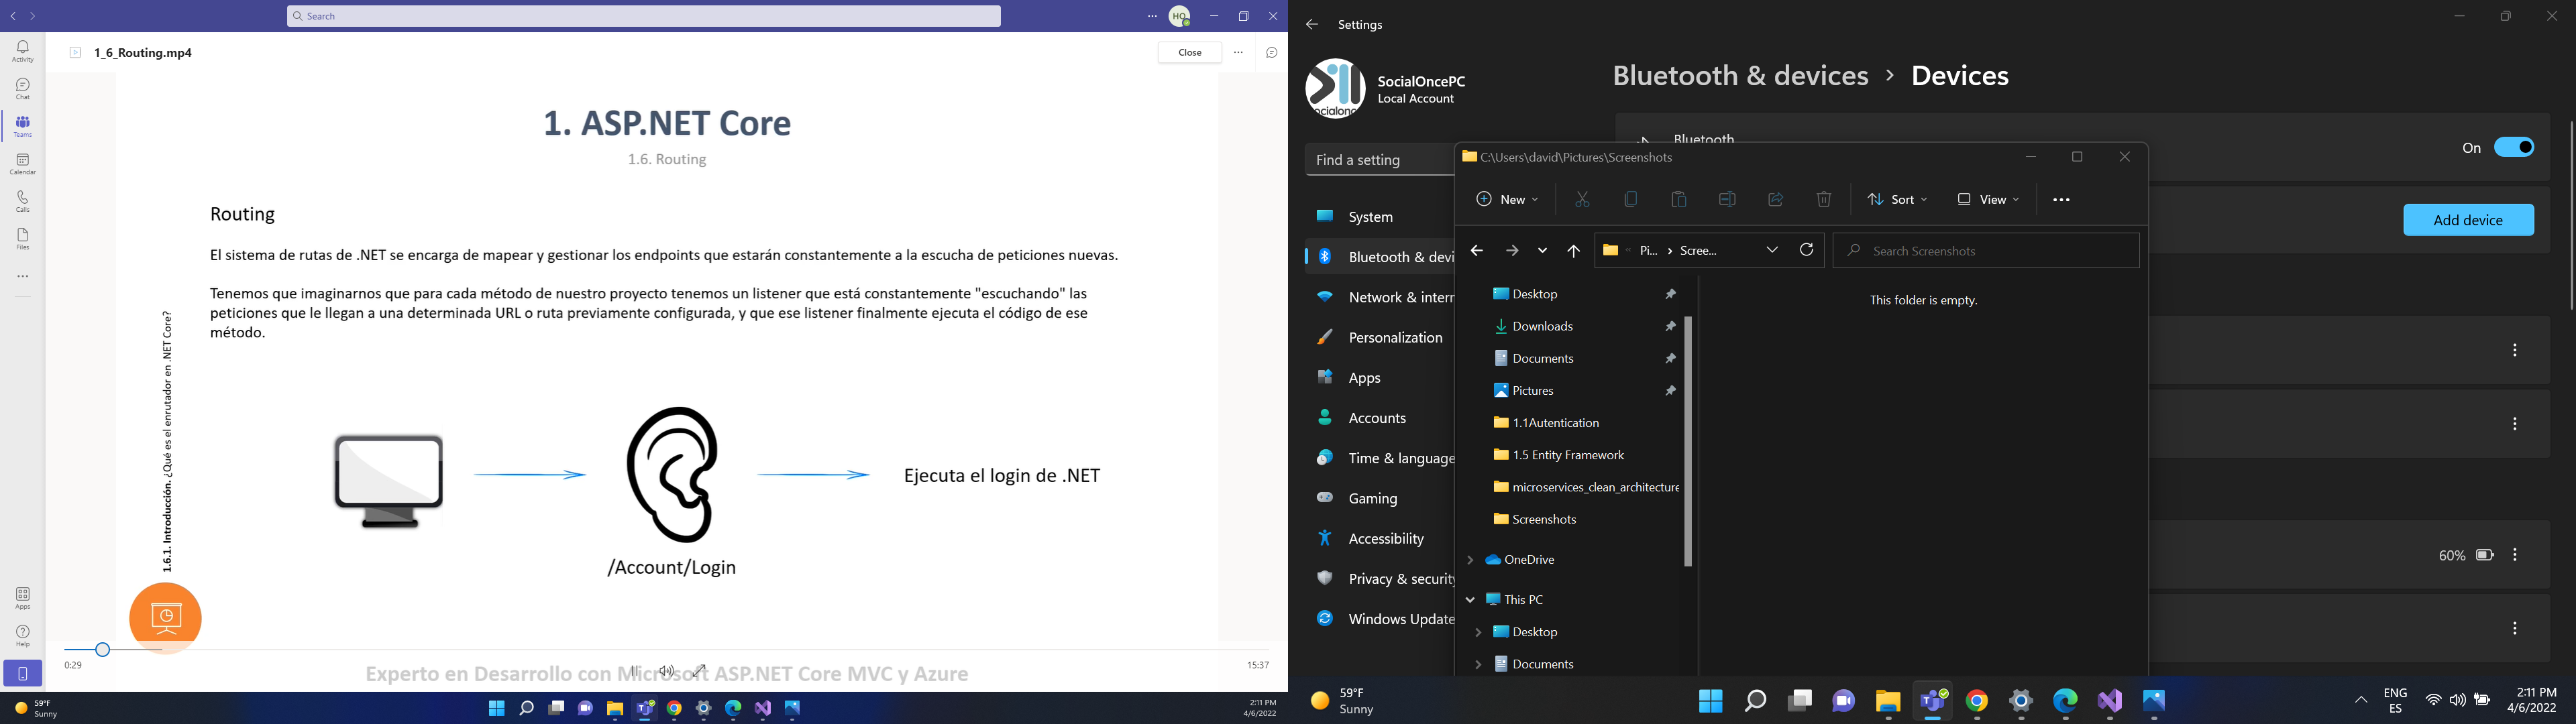 Search
HO
Activity
Chat
Teams
Calendar
Calls
Files
Apps
Help
1_6_Routing.mp4
Close
1. ASP.NET Core
1.6. Routing
Routing
El sistema de rutas de .NET se encarga de mapear y gestionar los endpoints que estarán constantemente a la escucha de peticiones nuevas.
Tenemos que imaginarnos que para cada método de nuestro proyecto tenemos un listener que está constantemente "escuchando" las
peticiones que le llegan a una determinada URL o ruta previamente configurada, y que ese listener finalmente ejecuta el código de ese
método.
1.6.1. Introducción. ¿Qué es el enrutador en .NET Core?
Ejecuta el login de .NET
/Account/Login
0:29
15:37
Experto en Desarrollo con Microsoft ASP.NET Core MVC y Azure
59°F
Sunny
2:11 PM
4/6/2022
Settings
SocialOncePC
Local Account
Find a setting
System
Bluetooth & devi
Network & intern
Personalization
Apps
Accounts
Time & language
Gaming
Accessibility
Privacy & security
Windows Update
Bluetooth & devices > Devices
Bluetooth
On
Add device
60%
C:\Users\david\Pictures\Screenshots
New
Sort
View
Pi... > Scree...
Search Screenshots
Desktop
Downloads
Documents
Pictures
1.1Autentication
1.5 Entity Framework
microservices_clean_architecture
Screenshots
OneDrive
This PC
Desktop
Documents
This folder is empty.
59°F
Sunny
ENG
ES
2:11 PM
4/6/2022